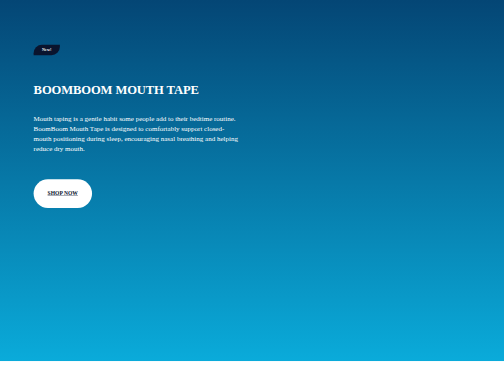 New!
BOOMBOOM MOUTH TAPE
Mouth taping is a gentle habit some people add to their bedtime routine.
BoomBoom Mouth Tape is designed to comfortably support closed-
mouth positioning during sleep, encouraging nasal breathing and helping
reduce dry mouth.
SHOP NOW